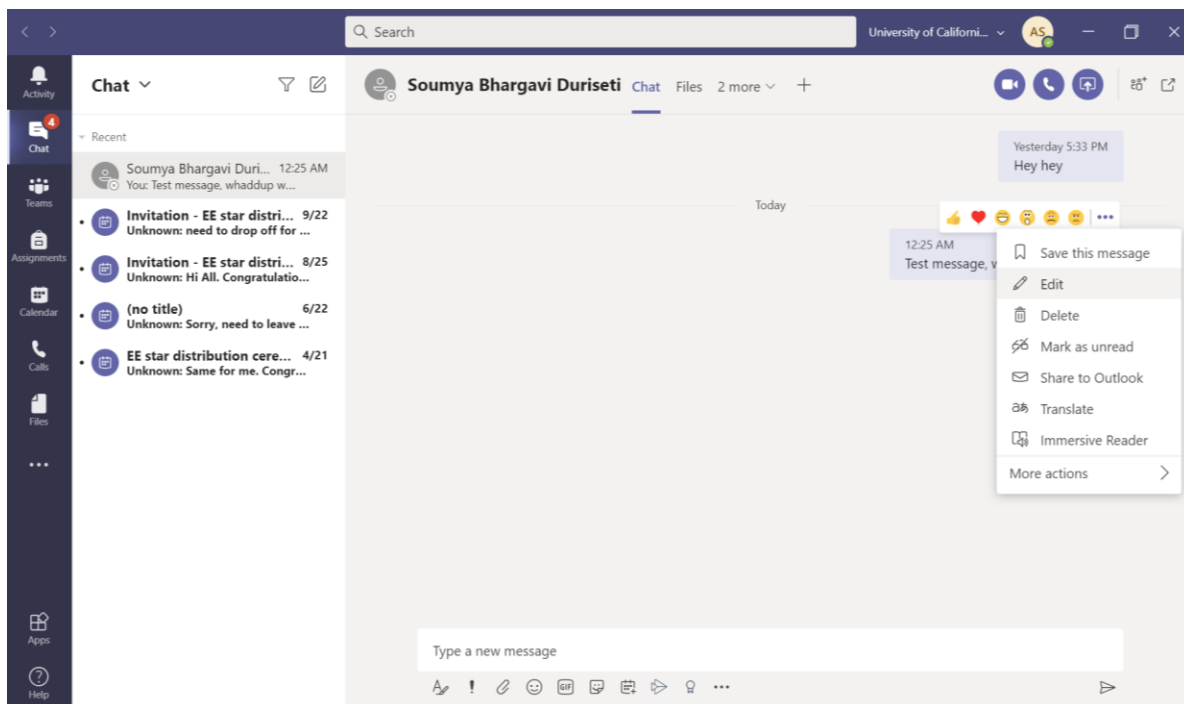 Search
University of Californi...
AS
Activity
4
Chat
Teams
Assignments
Calendar
Calls
Files
Apps
Help
Chat
Recent
Soumya Bhargavi Duri... 12:25 AM
You: Test message, whaddup w...
Invitation - EE star distri... 9/22
Unknown: need to drop off for ...
Invitation - EE star distri... 8/25
Unknown: Hi All. Congratulatio...
(no title) 6/22
Unknown: Sorry, need to leave ...
EE star distribution cere... 4/21
Unknown: Same for me. Congr...
Soumya Bhargavi Duriseti Chat Files 2 more
Yesterday 5:33 PM
Hey hey
Today
12:25 AM
Test message, w
Save this message
Edit
Delete
Mark as unread
Share to Outlook
Translate
Immersive Reader
More actions
Type a new message
GIF